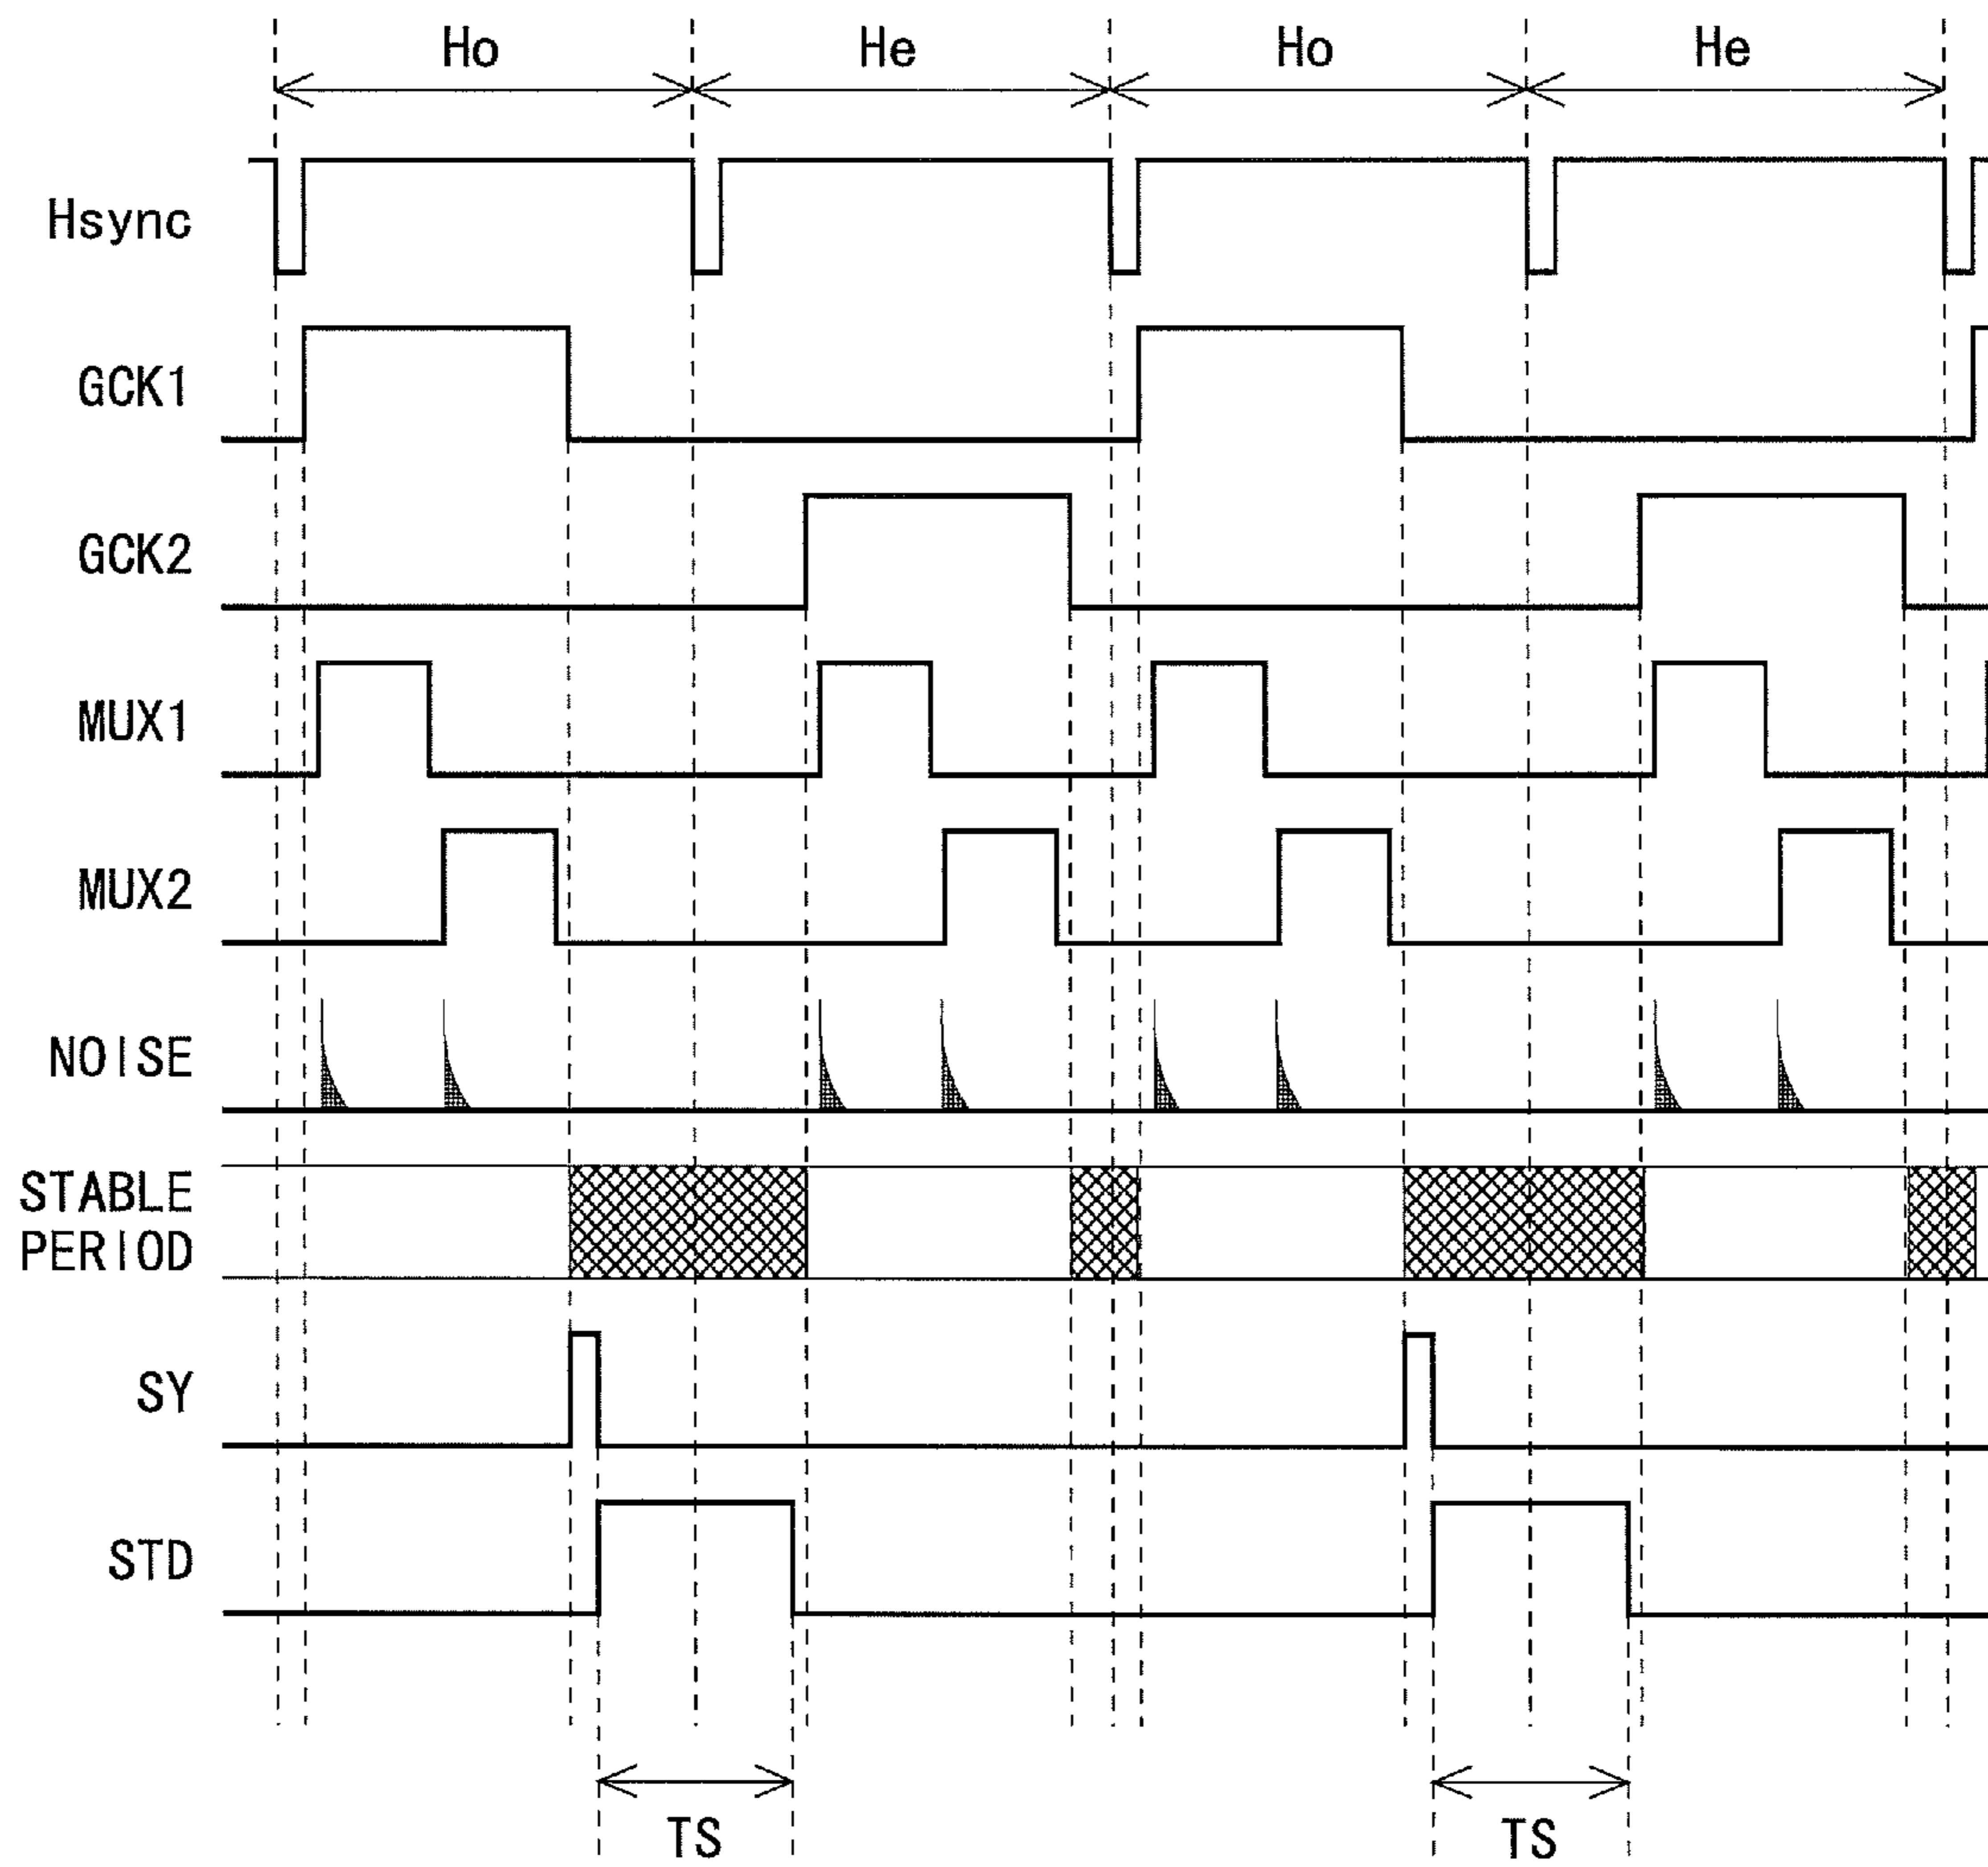 Ho He Ho He
Hsync
GCK1
GCK2
MUX1
MUX2
NOISE
STABLE
PERIOD
SY
STD
TS TS